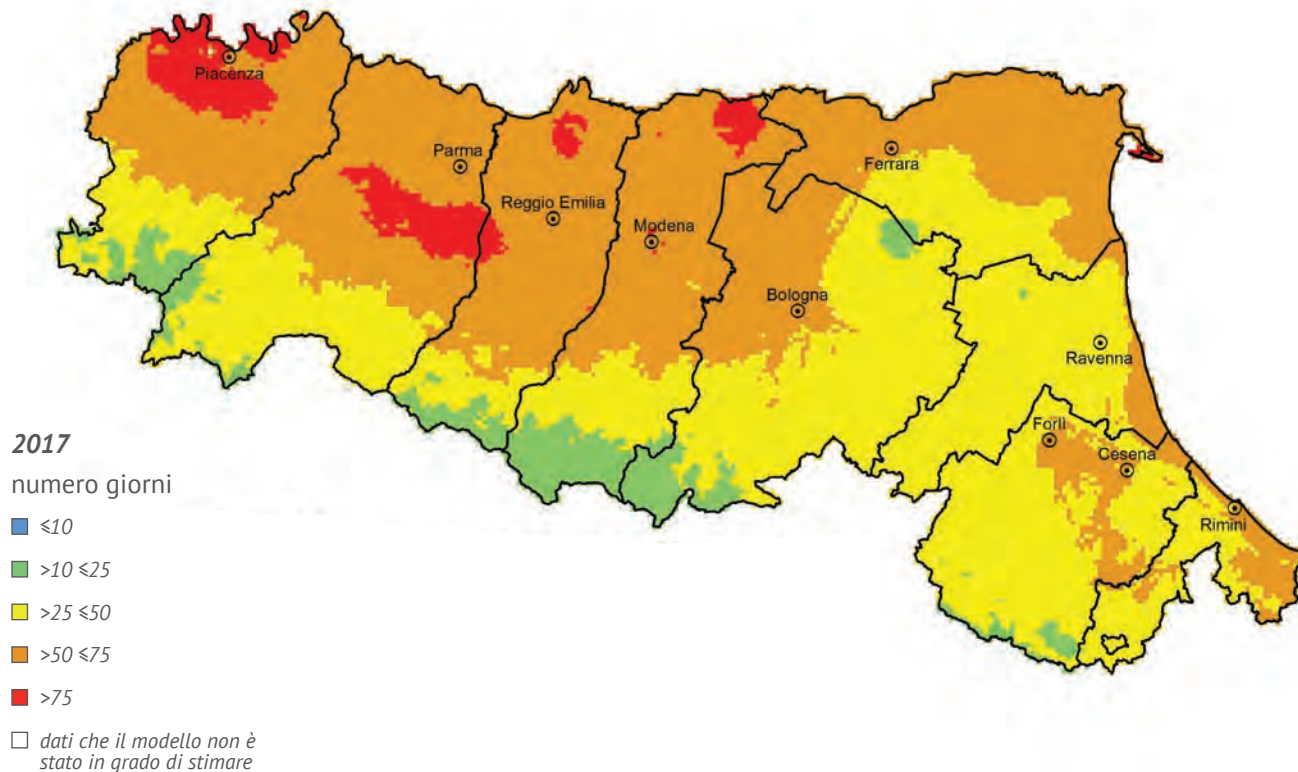 Piacenza
Parma
Ferrara
Reggio Emilia
Modena
Bologna
Ravenna
Forlì
Cesena
Rimini
2017
numero giorni
≤10
>10 ≤25
>25 ≤50
>50 ≤75
>75
dati che il modello non è
stato in grado di stimare